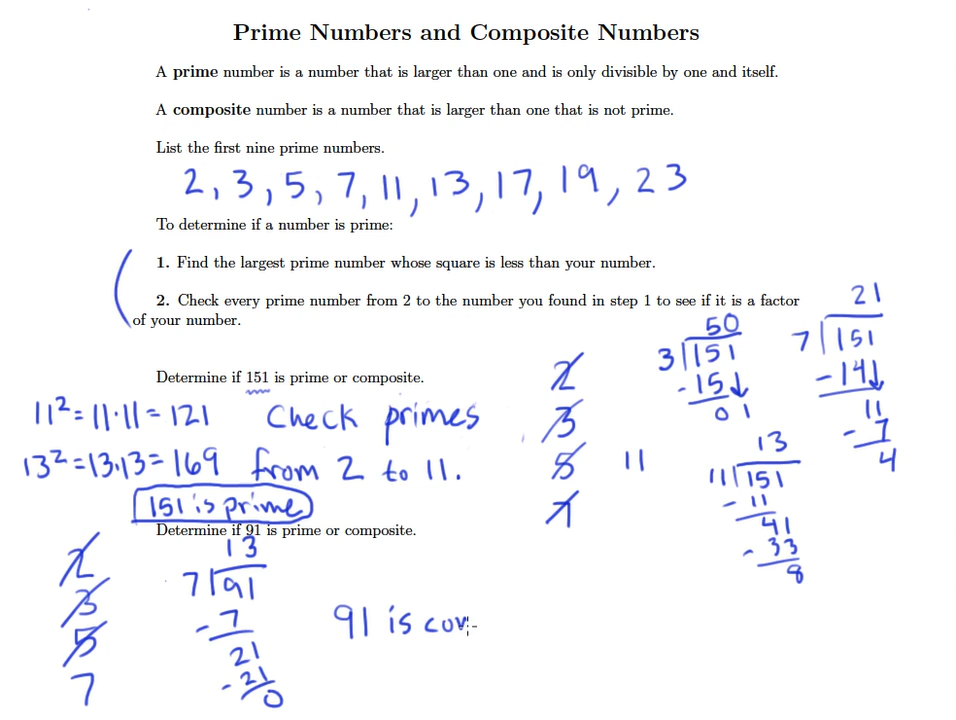 Prime Numbers and Composite Numbers
A prime number is a number that is larger than one and is only divisible by one and itself.
A composite number is a number that is larger than one that is not prime.
List the first nine prime numbers.
2, 3, 5, 7, 11, 13, 17, 19, 23
To determine if a number is prime:
1. Find the largest prime number whose square is less than your number.
2. Check every prime number from 2 to the number you found in step 1 to see if it is a factor
of your number.
Determine if 151 is prime or composite.
11² = 11·11 = 121 Check primes
13² = 13·13 = 169 from 2 to 11.
151 is prime
2
3
5 11
7
50
3 151
-15
01
21
7 151
-14
11
-7
4
13
11 151
-11
41
-33
8
Determine if 91 is prime or composite.
2
3
5
7
13
7 91
-7
21
-21
0
91 is com